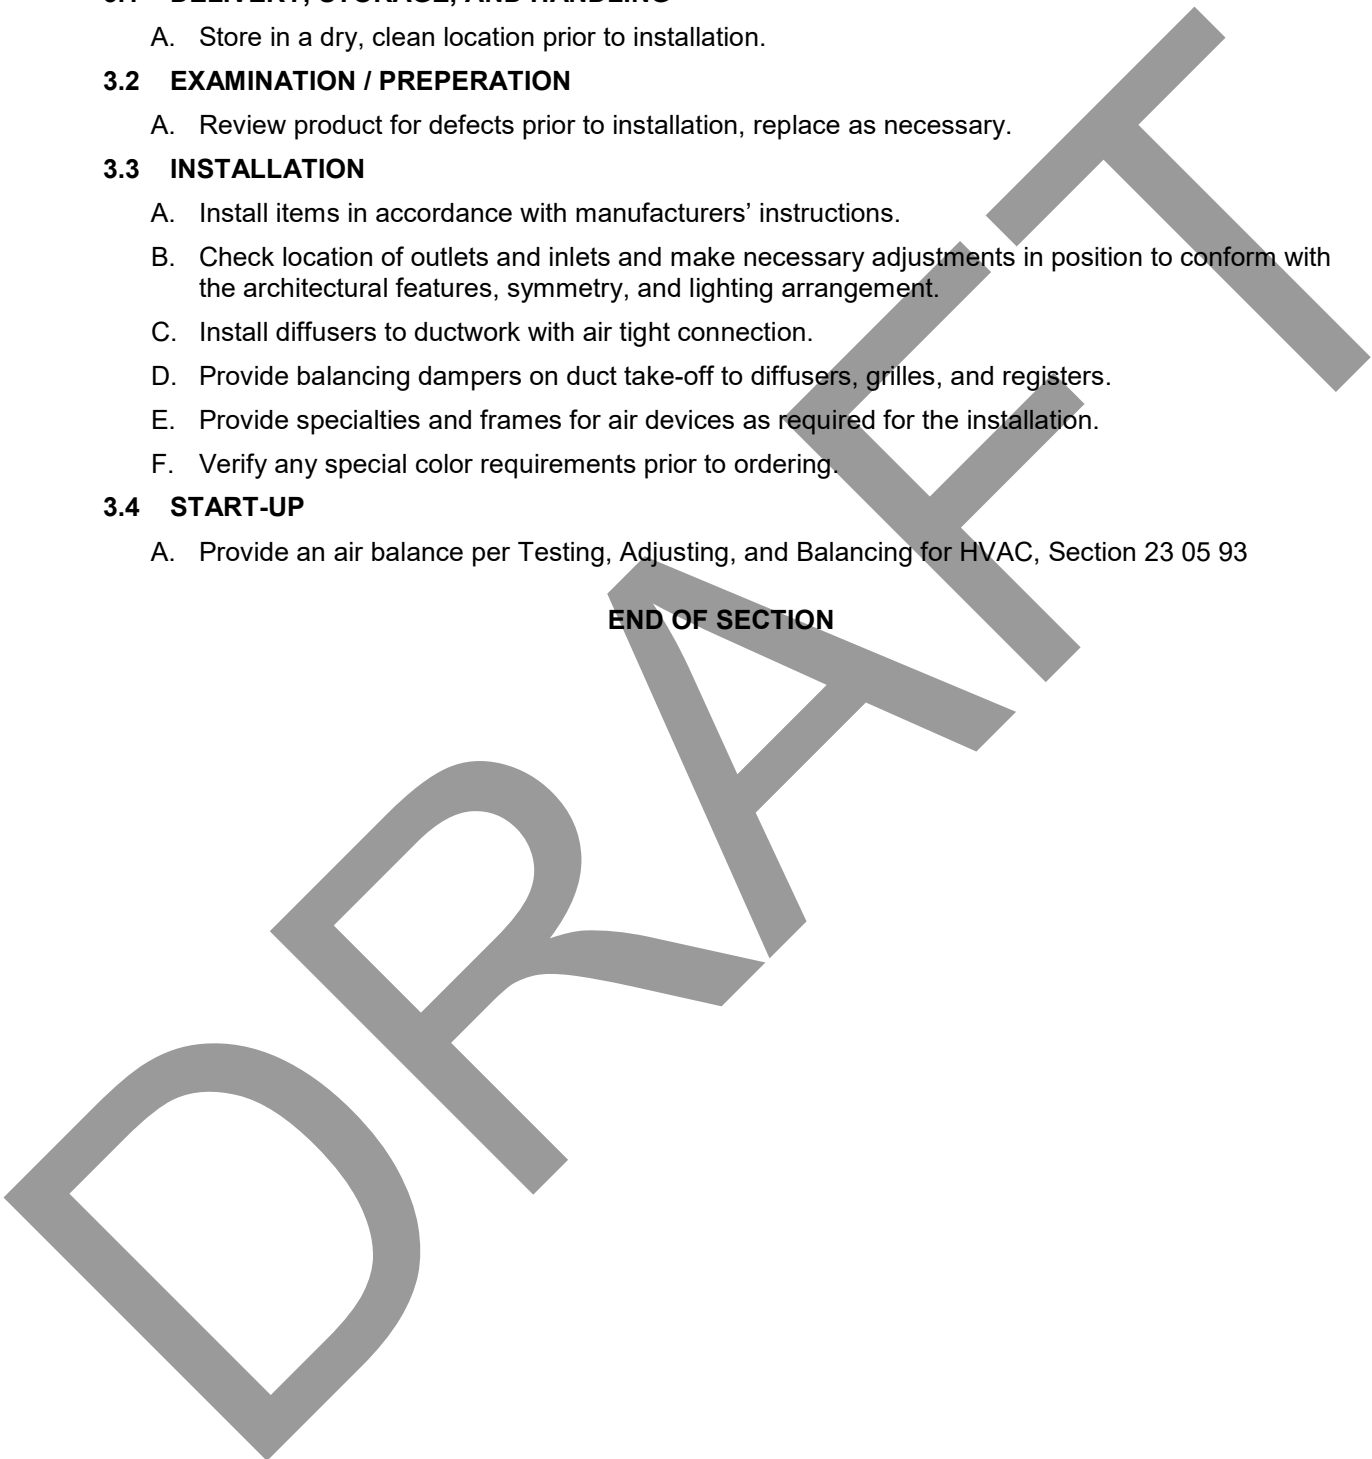 3.1 DELIVERY, STORAGE, AND HANDLING
A. Store in a dry, clean location prior to installation.
3.2 EXAMINATION / PREPERATION
A. Review product for defects prior to installation, replace as necessary.
3.3 INSTALLATION
A. Install items in accordance with manufacturers’ instructions.
B. Check location of outlets and inlets and make necessary adjustments in position to conform with
the architectural features, symmetry, and lighting arrangement.
C. Install diffusers to ductwork with air tight connection.
D. Provide balancing dampers on duct take-off to diffusers, grilles, and registers.
E. Provide specialties and frames for air devices as required for the installation.
F. Verify any special color requirements prior to ordering.
3.4 START-UP
A. Provide an air balance per Testing, Adjusting, and Balancing for HVAC, Section 23 05 93
END OF SECTION
DRAFT